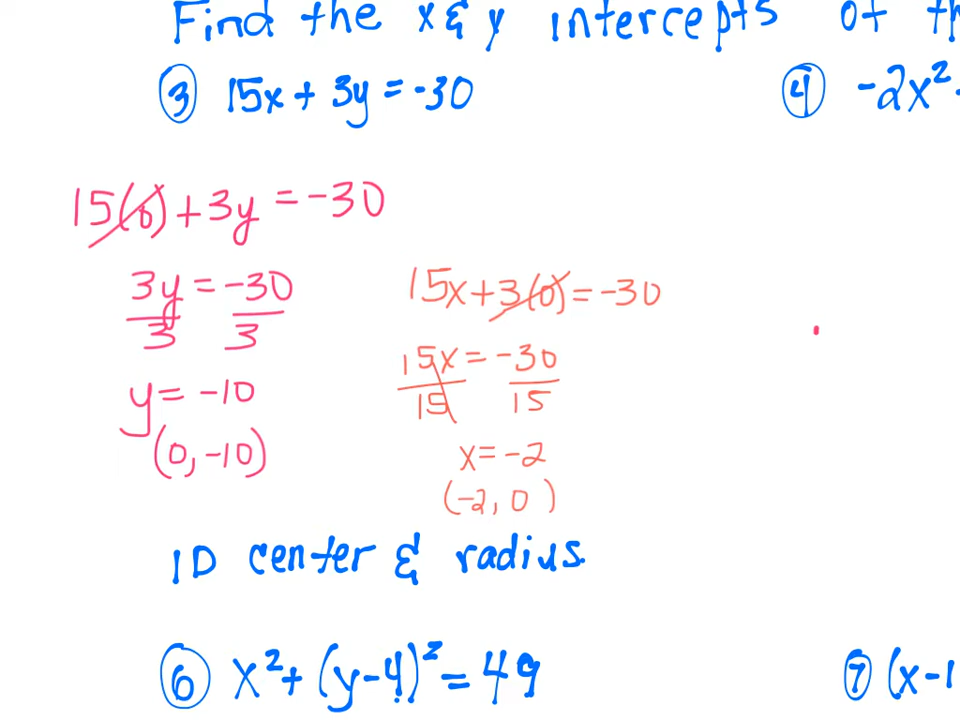 Find the x & y intercepts of th
③ 15x + 3y = -30
④ -2x²
15(0) + 3y = -30
3y = -30
3 3
y = -10
(0, -10)
15x + 3(0) = -30
15x = -30
15 15
x = -2
(-2, 0)
ID center & radius.
⑥ x² + (y-4)² = 49
⑦ (x-1